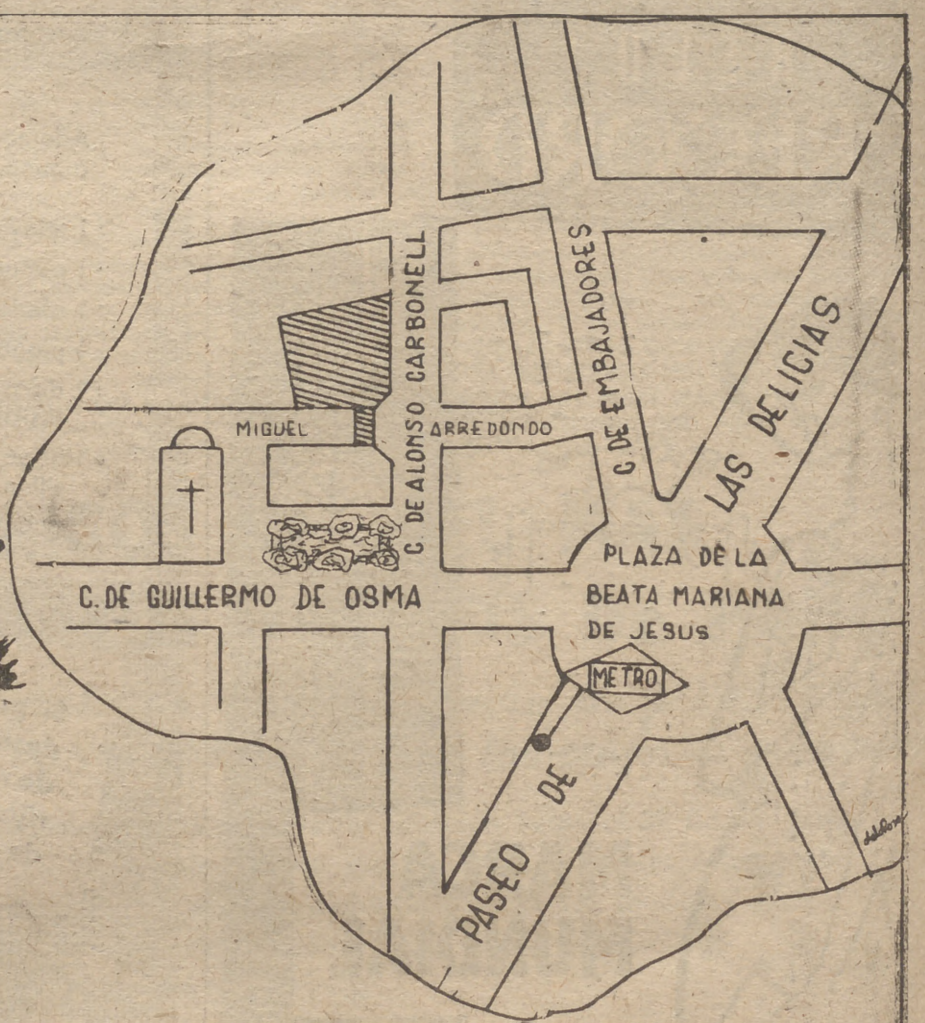 C. DE ALONSO CARBONELL
C. DE EMBAJADORES
PASEO DE LAS DELICIAS
MIGUEL ARREDONDO
PLAZA DE LA
BEATA MARIANA
DE JESUS
C. DE GUILLERMO DE OSMA
METRO